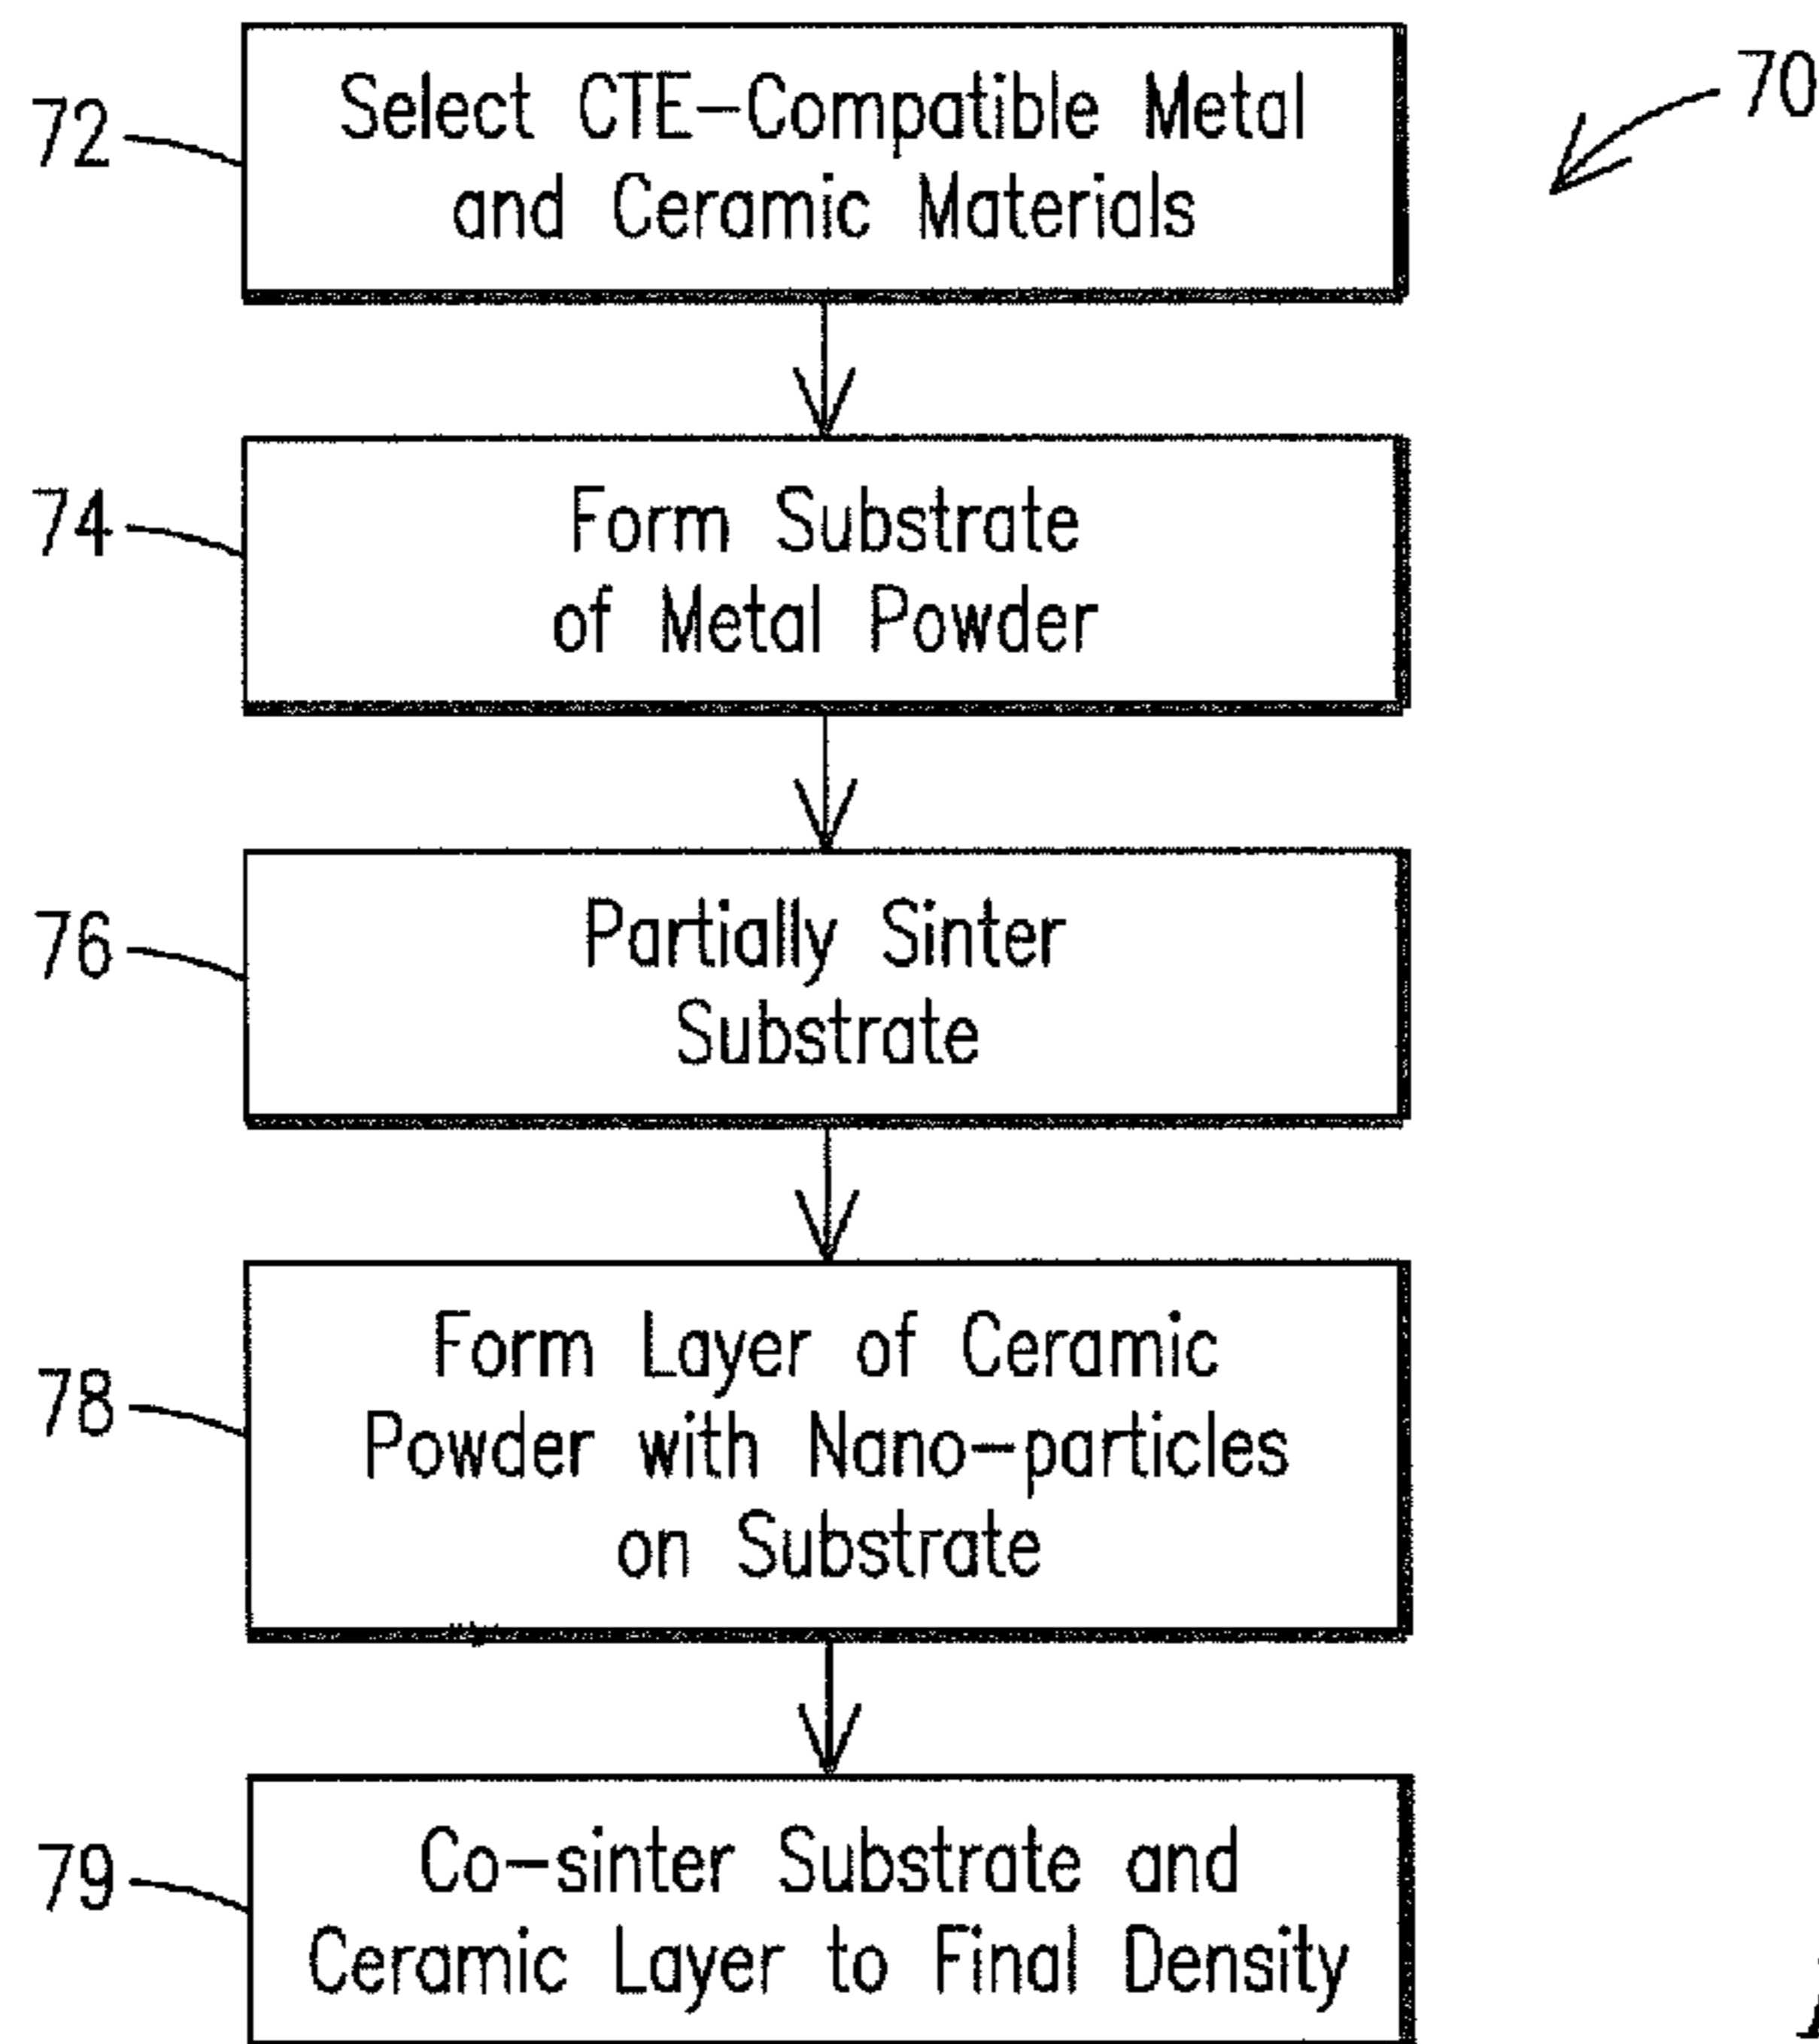 70
72
Select CTE-Compatible Metal
and Ceramic Materials
74
Form Substrate
of Metal Powder
76
Partially Sinter
Substrate
78
Form Layer of Ceramic
Powder with Nano-particles
on Substrate
79
Co-sinter Substrate and
Ceramic Layer to Final Density